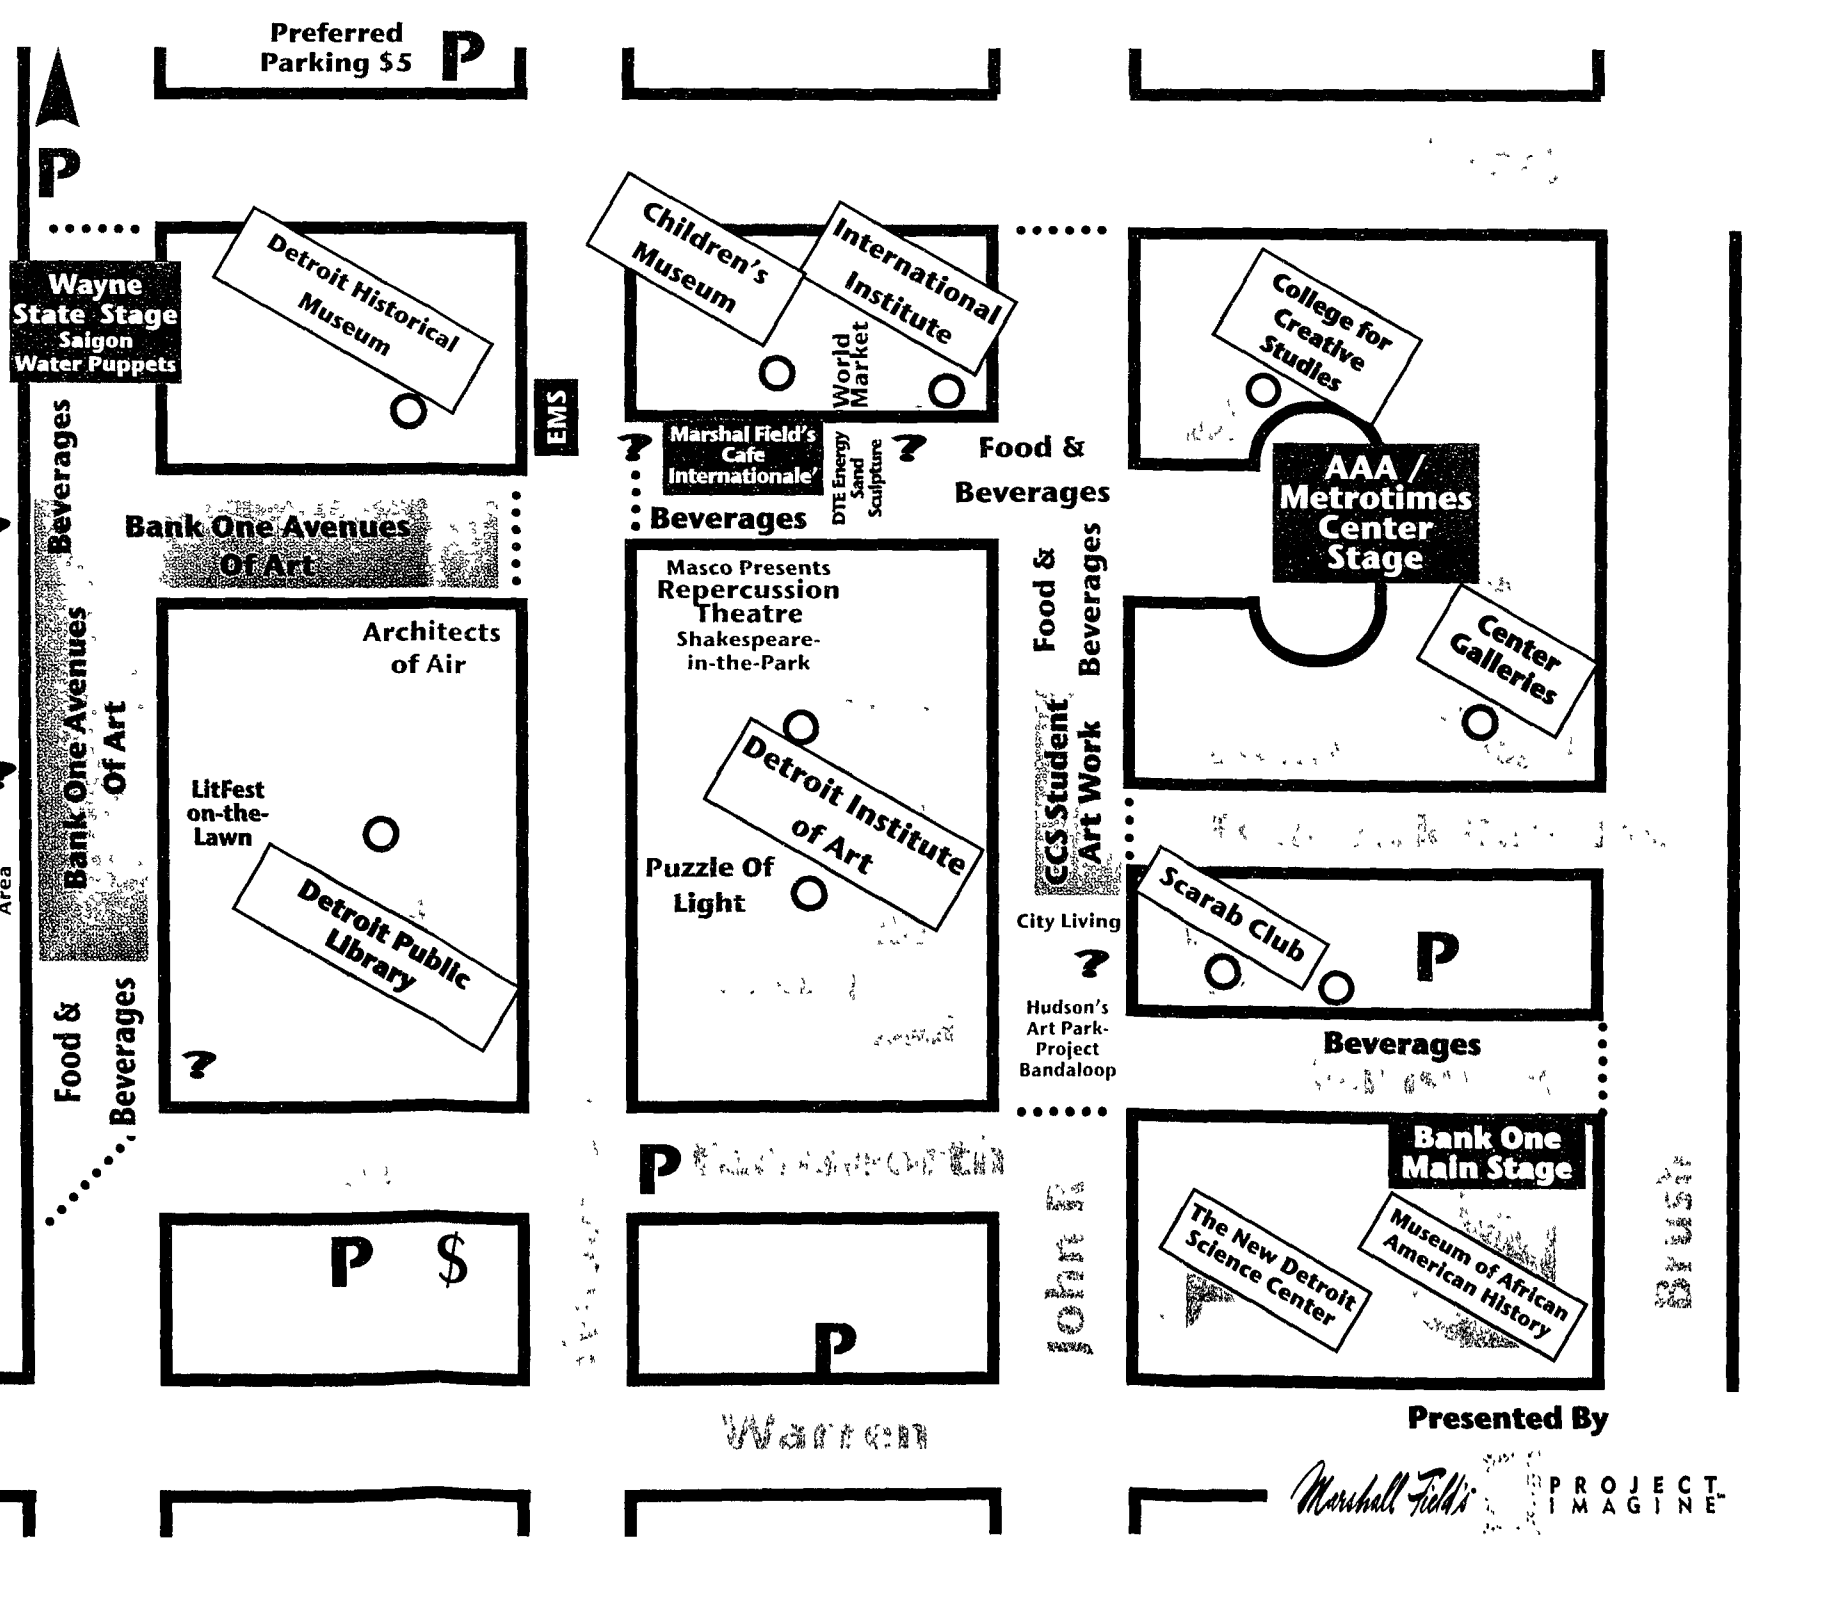 Preferred
Parking $5
P
P
Wayne
State Stage
Saigon
Water Puppets
Detroit Historical
Museum
Children's
Museum
International
Institute
World
Market
College for
Creative
Studies
EMS
?
Marshal Field's
Cafe
Internationale'
DTE Energy
Sand
Sculpture
?
Food &
Beverages
Beverages
AAA /
Metrotimes
Center
Stage
Beverages
Bank One Avenues
Of Art
Masco Presents
Repercussion
Theatre
Shakespeare-
in-the-Park
Food &
Beverages
Architects
of Air
Center
Galleries
Bank One Avenues
Of Art
LitFest
on-the-
Lawn
Detroit Institute
of Art
CCS Student
Art Work
Puzzle Of
Light
Area
Detroit Public
Library
City Living
?
Scarab Club
P
Hudson's
Art Park-
Project
Bandaloop
Food &
Beverages
?
Beverages
Bank One
Main Stage
P
John R
Brush
The New Detroit
Science Center
Museum of African
American History
P $
P
Warren
Presented By
Marshall Field's
PROJECT
IMAGINE